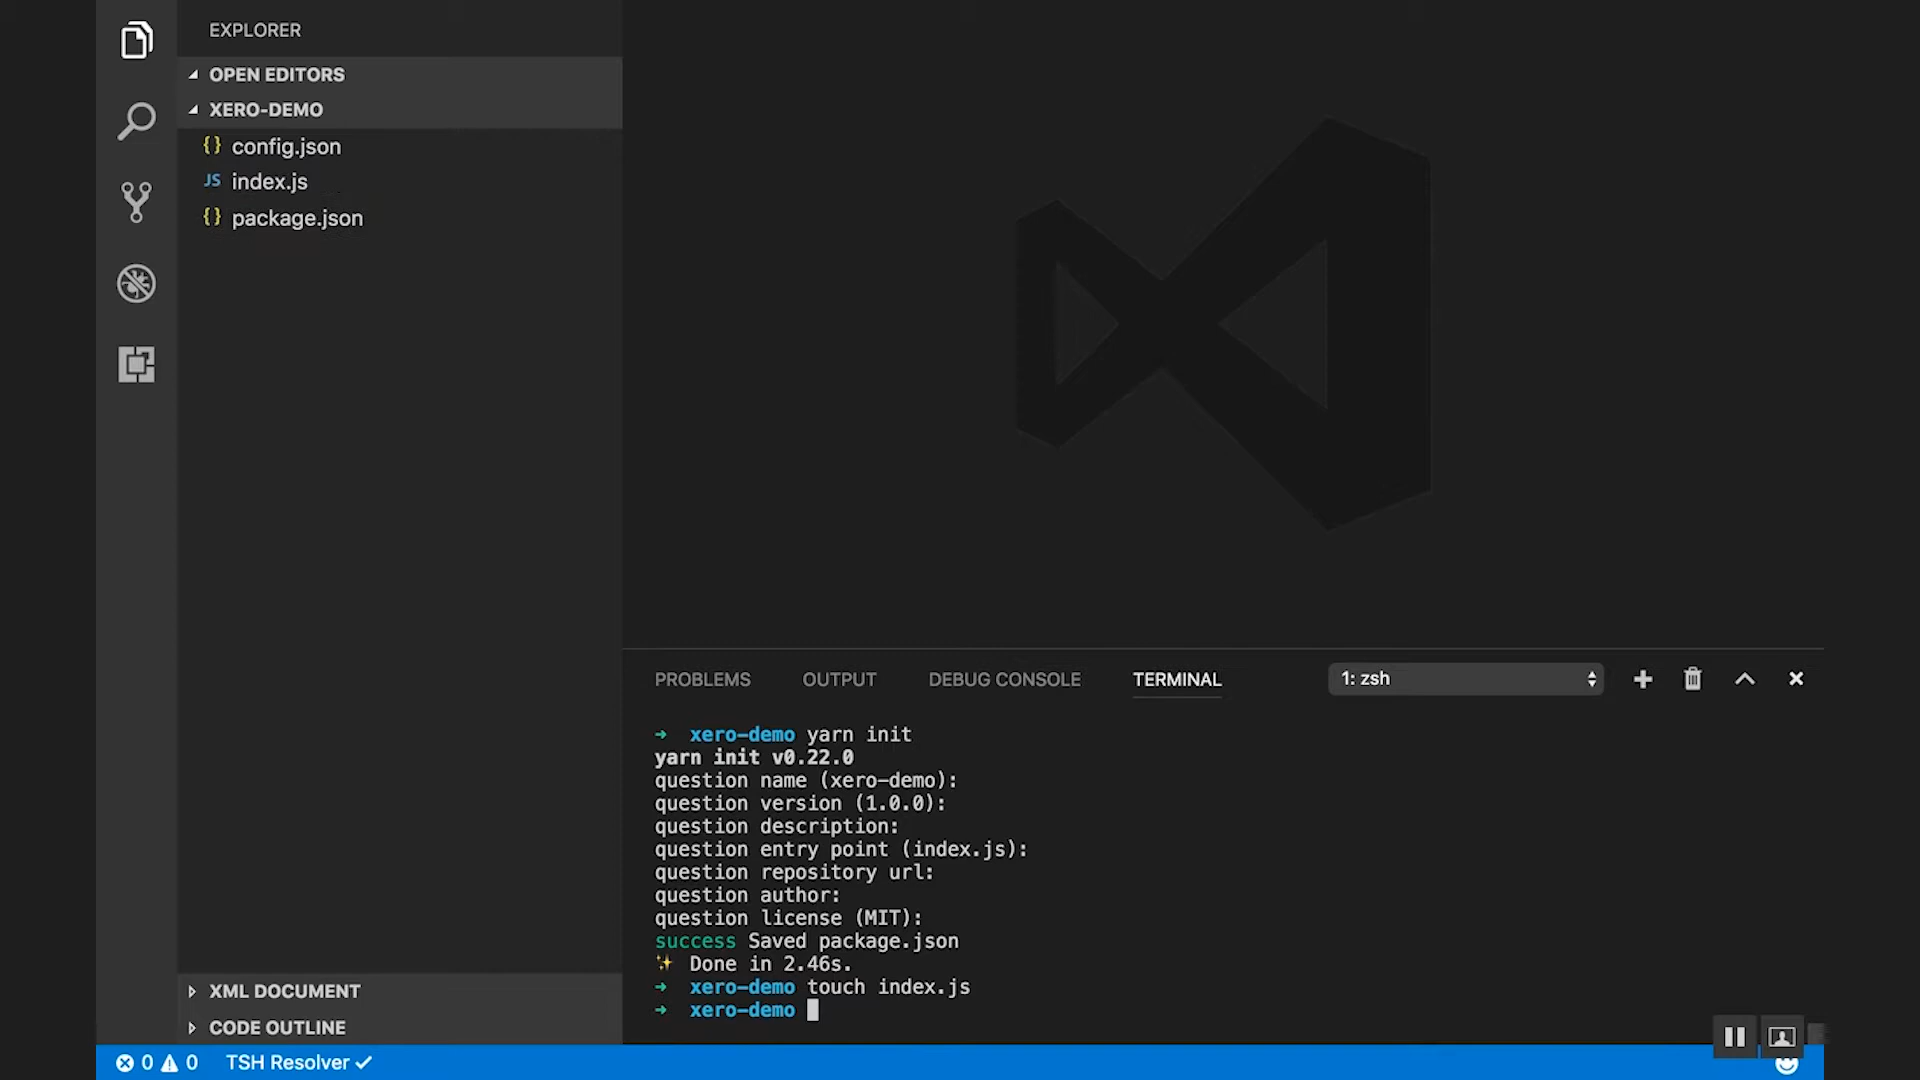 EXPLORER
OPEN EDITORS
XERO-DEMO
{} config.json
JS index.js
{} package.json
XML DOCUMENT
CODE OUTLINE
PROBLEMS OUTPUT DEBUG CONSOLE TERMINAL 1: zsh
➜ xero-demo yarn init
yarn init v0.22.0
question name (xero-demo):
question version (1.0.0):
question description:
question entry point (index.js):
question repository url:
question author:
question license (MIT):
success Saved package.json
✨ Done in 2.46s.
➜ xero-demo touch index.js
➜ xero-demo
0 0 TSH Resolver ✓